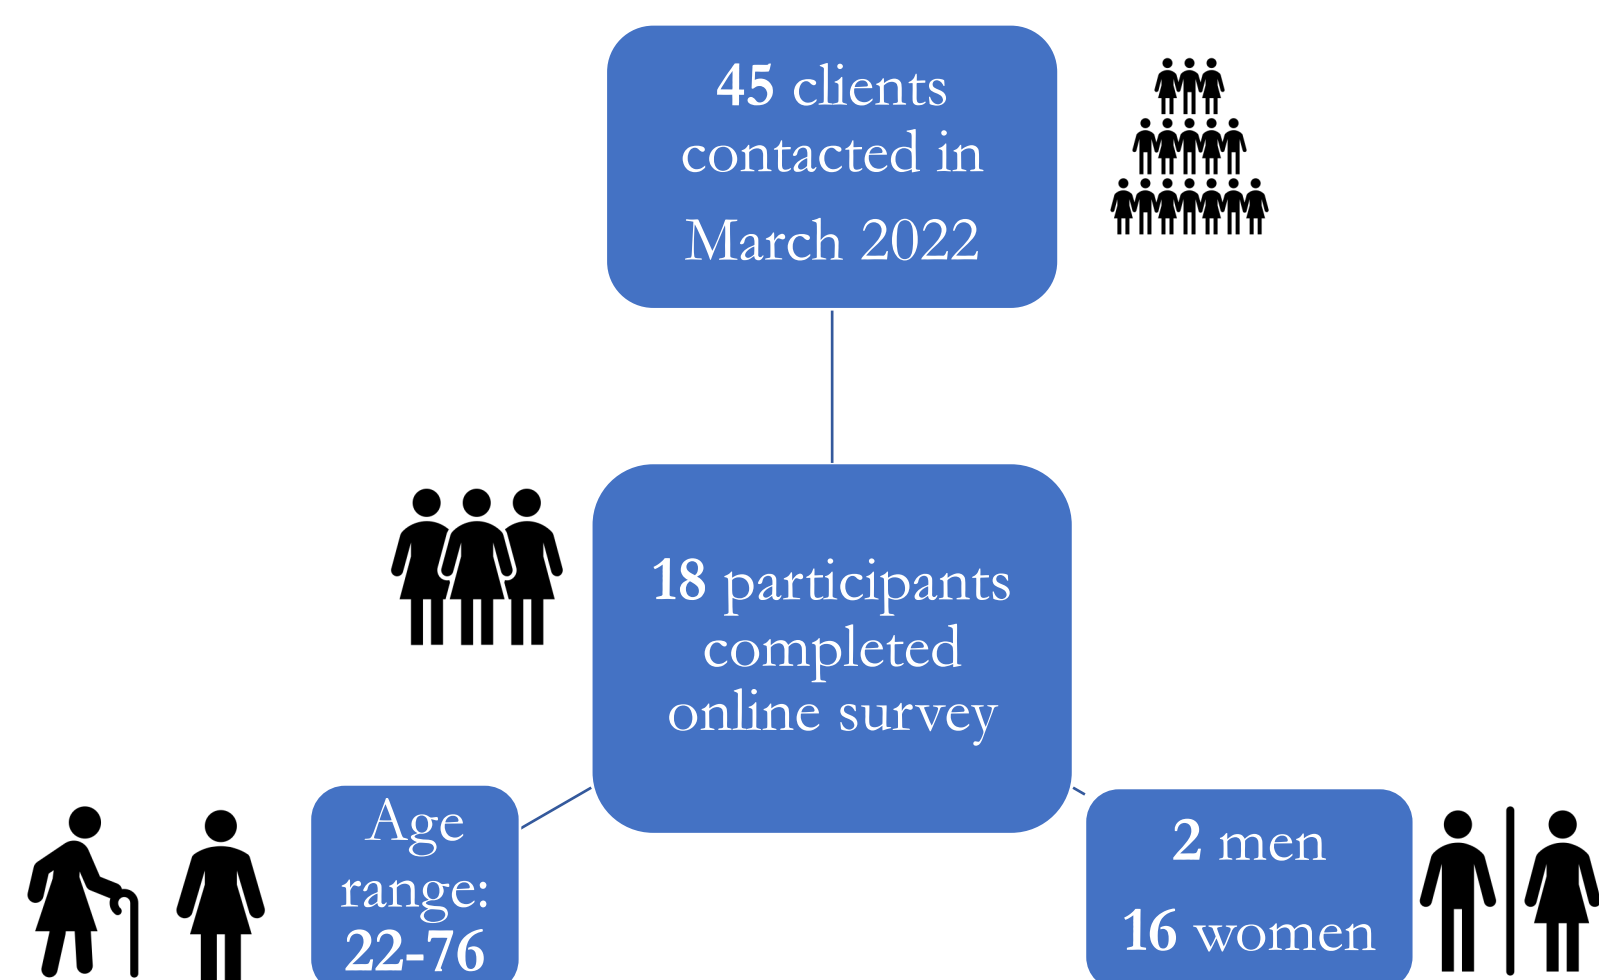 45 clients
contacted in
March 2022
18 participants
completed
online survey
Age
range:
22-76
2 men
16 women